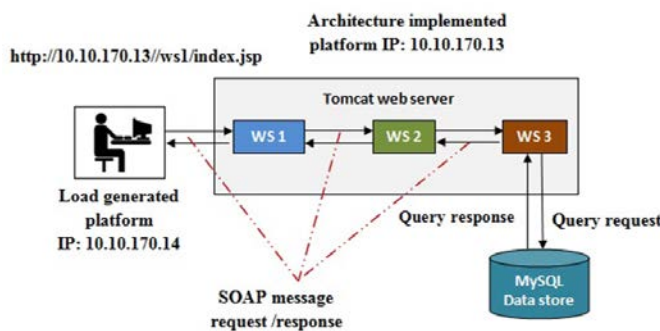 Architecture implemented
platform IP: 10.10.170.13
http://10.10.170.13//ws1/index.jsp
Tomcat web server
WS 1
WS 2
WS 3
Load generated
platform
IP: 10.10.170.14
Query response
Query request
SOAP message
request /response
MySQL
Data store